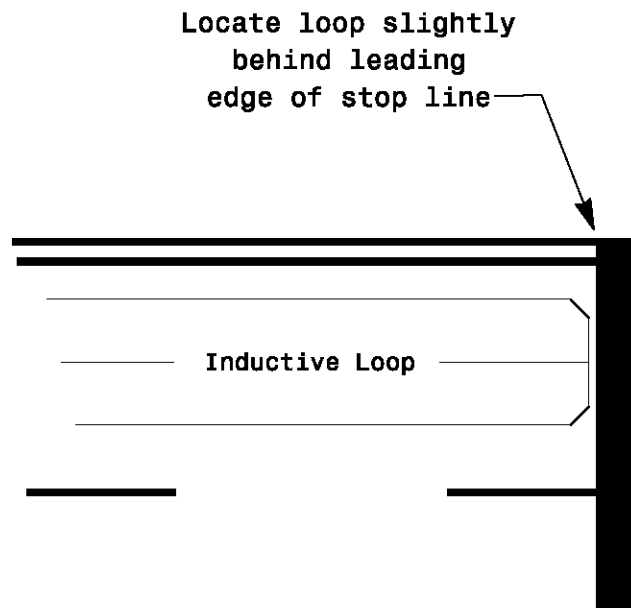 Locate loop slightly
behind leading
edge of stop line
Inductive Loop